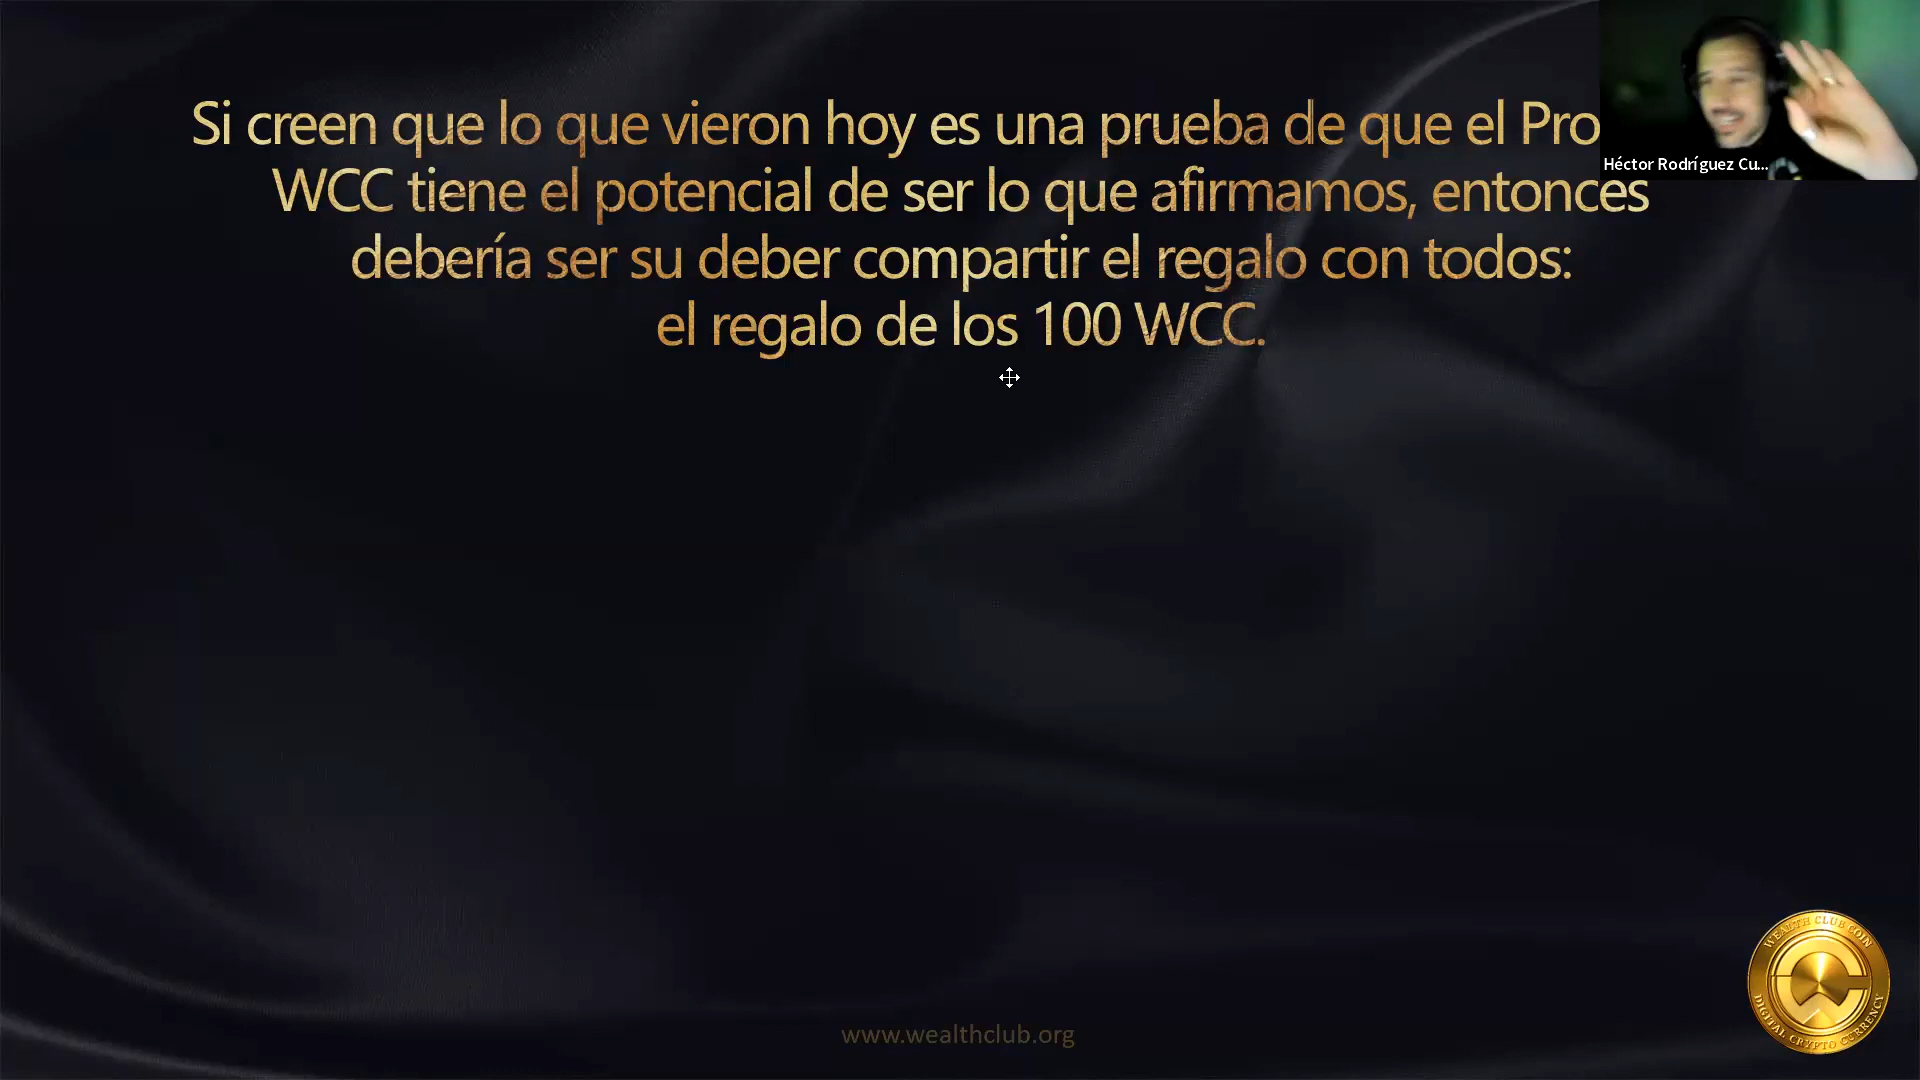 Si creen que lo que vieron hoy es una prueba de que el Pro
WCC tiene el potencial de ser lo que afirmamos, entonces
debería ser su deber compartir el regalo con todos:
el regalo de los 100 WCC.
Héctor Rodríguez Cu...
WEALTH CLUB COIN
DIGITAL CRYPTO CURRENCY
www.wealthclub.org